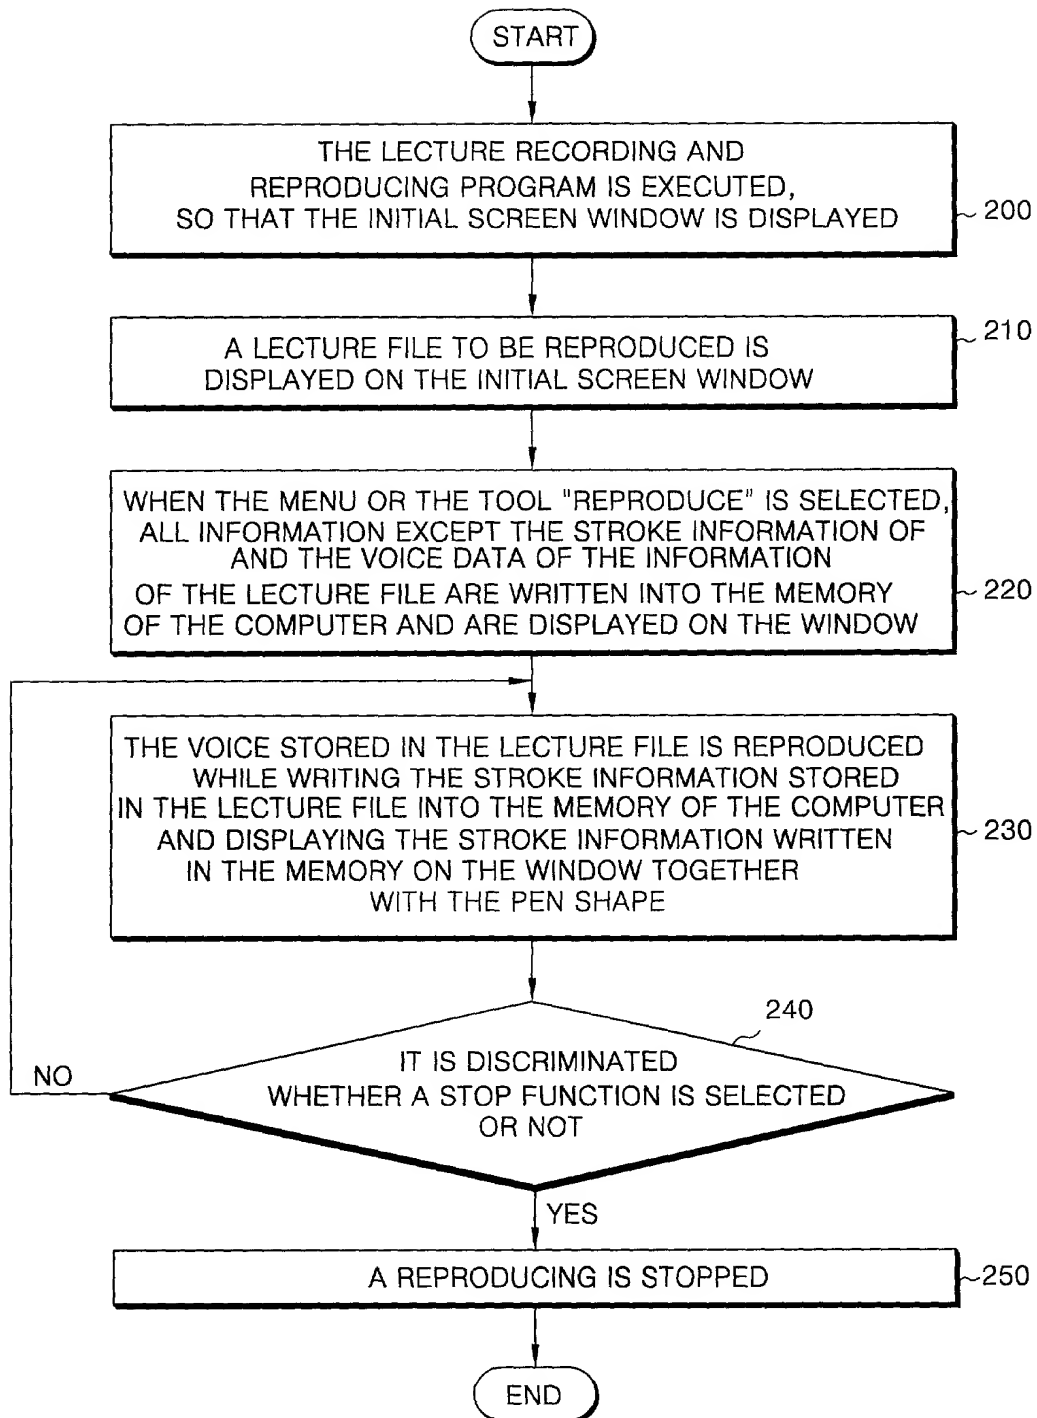 START
THE LECTURE RECORDING AND
REPRODUCING PROGRAM IS EXECUTED,
SO THAT THE INITIAL SCREEN WINDOW IS DISPLAYED
200
A LECTURE FILE TO BE REPRODUCED IS
DISPLAYED ON THE INITIAL SCREEN WINDOW
210
WHEN THE MENU OR THE TOOL "REPRODUCE" IS SELECTED,
ALL INFORMATION EXCEPT THE STROKE INFORMATION OF
AND THE VOICE DATA OF THE INFORMATION
OF THE LECTURE FILE ARE WRITTEN INTO THE MEMORY
OF THE COMPUTER AND ARE DISPLAYED ON THE WINDOW
220
THE VOICE STORED IN THE LECTURE FILE IS REPRODUCED
WHILE WRITING THE STROKE INFORMATION STORED
IN THE LECTURE FILE INTO THE MEMORY OF THE COMPUTER
AND DISPLAYING THE STROKE INFORMATION WRITTEN
IN THE MEMORY ON THE WINDOW TOGETHER
WITH THE PEN SHAPE
230
240
IT IS DISCRIMINATED
WHETHER A STOP FUNCTION IS SELECTED
OR NOT
NO
YES
A REPRODUCING IS STOPPED
250
END